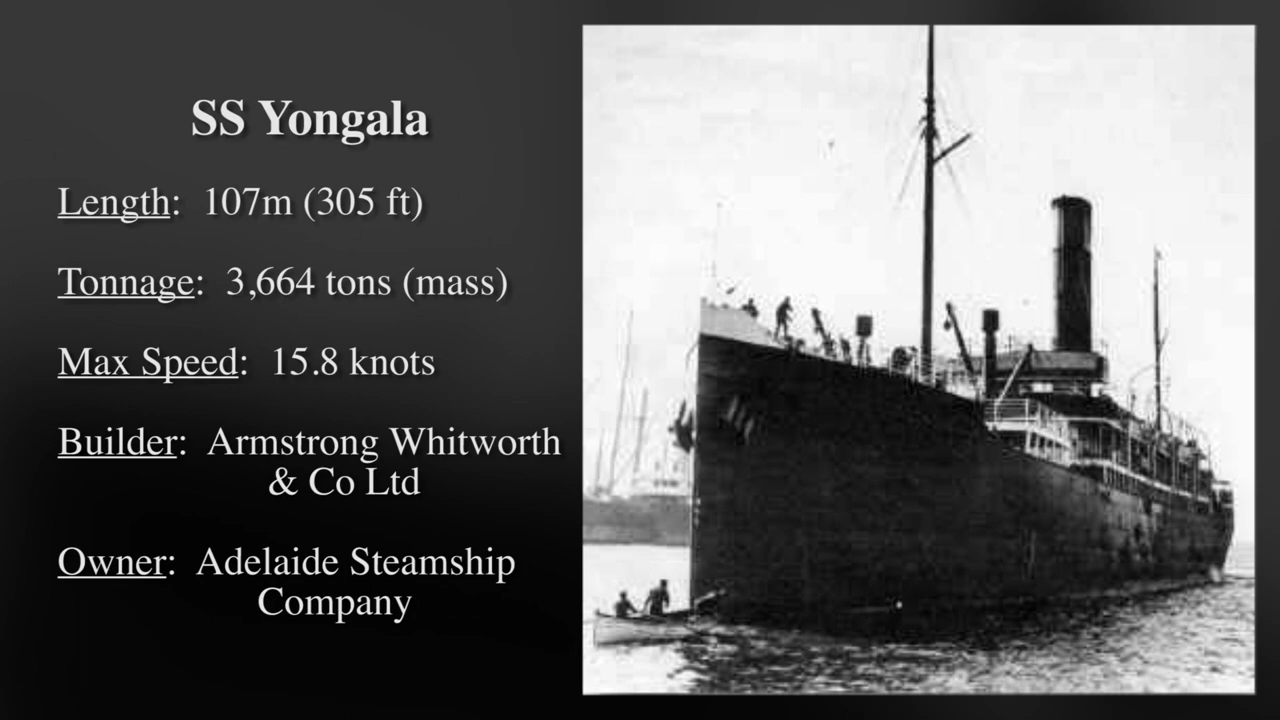 SS Yongala
Length: 107m (305 ft)
Tonnage: 3,664 tons (mass)
Max Speed: 15.8 knots
Builder: Armstrong Whitworth
& Co Ltd
Owner: Adelaide Steamship
Company